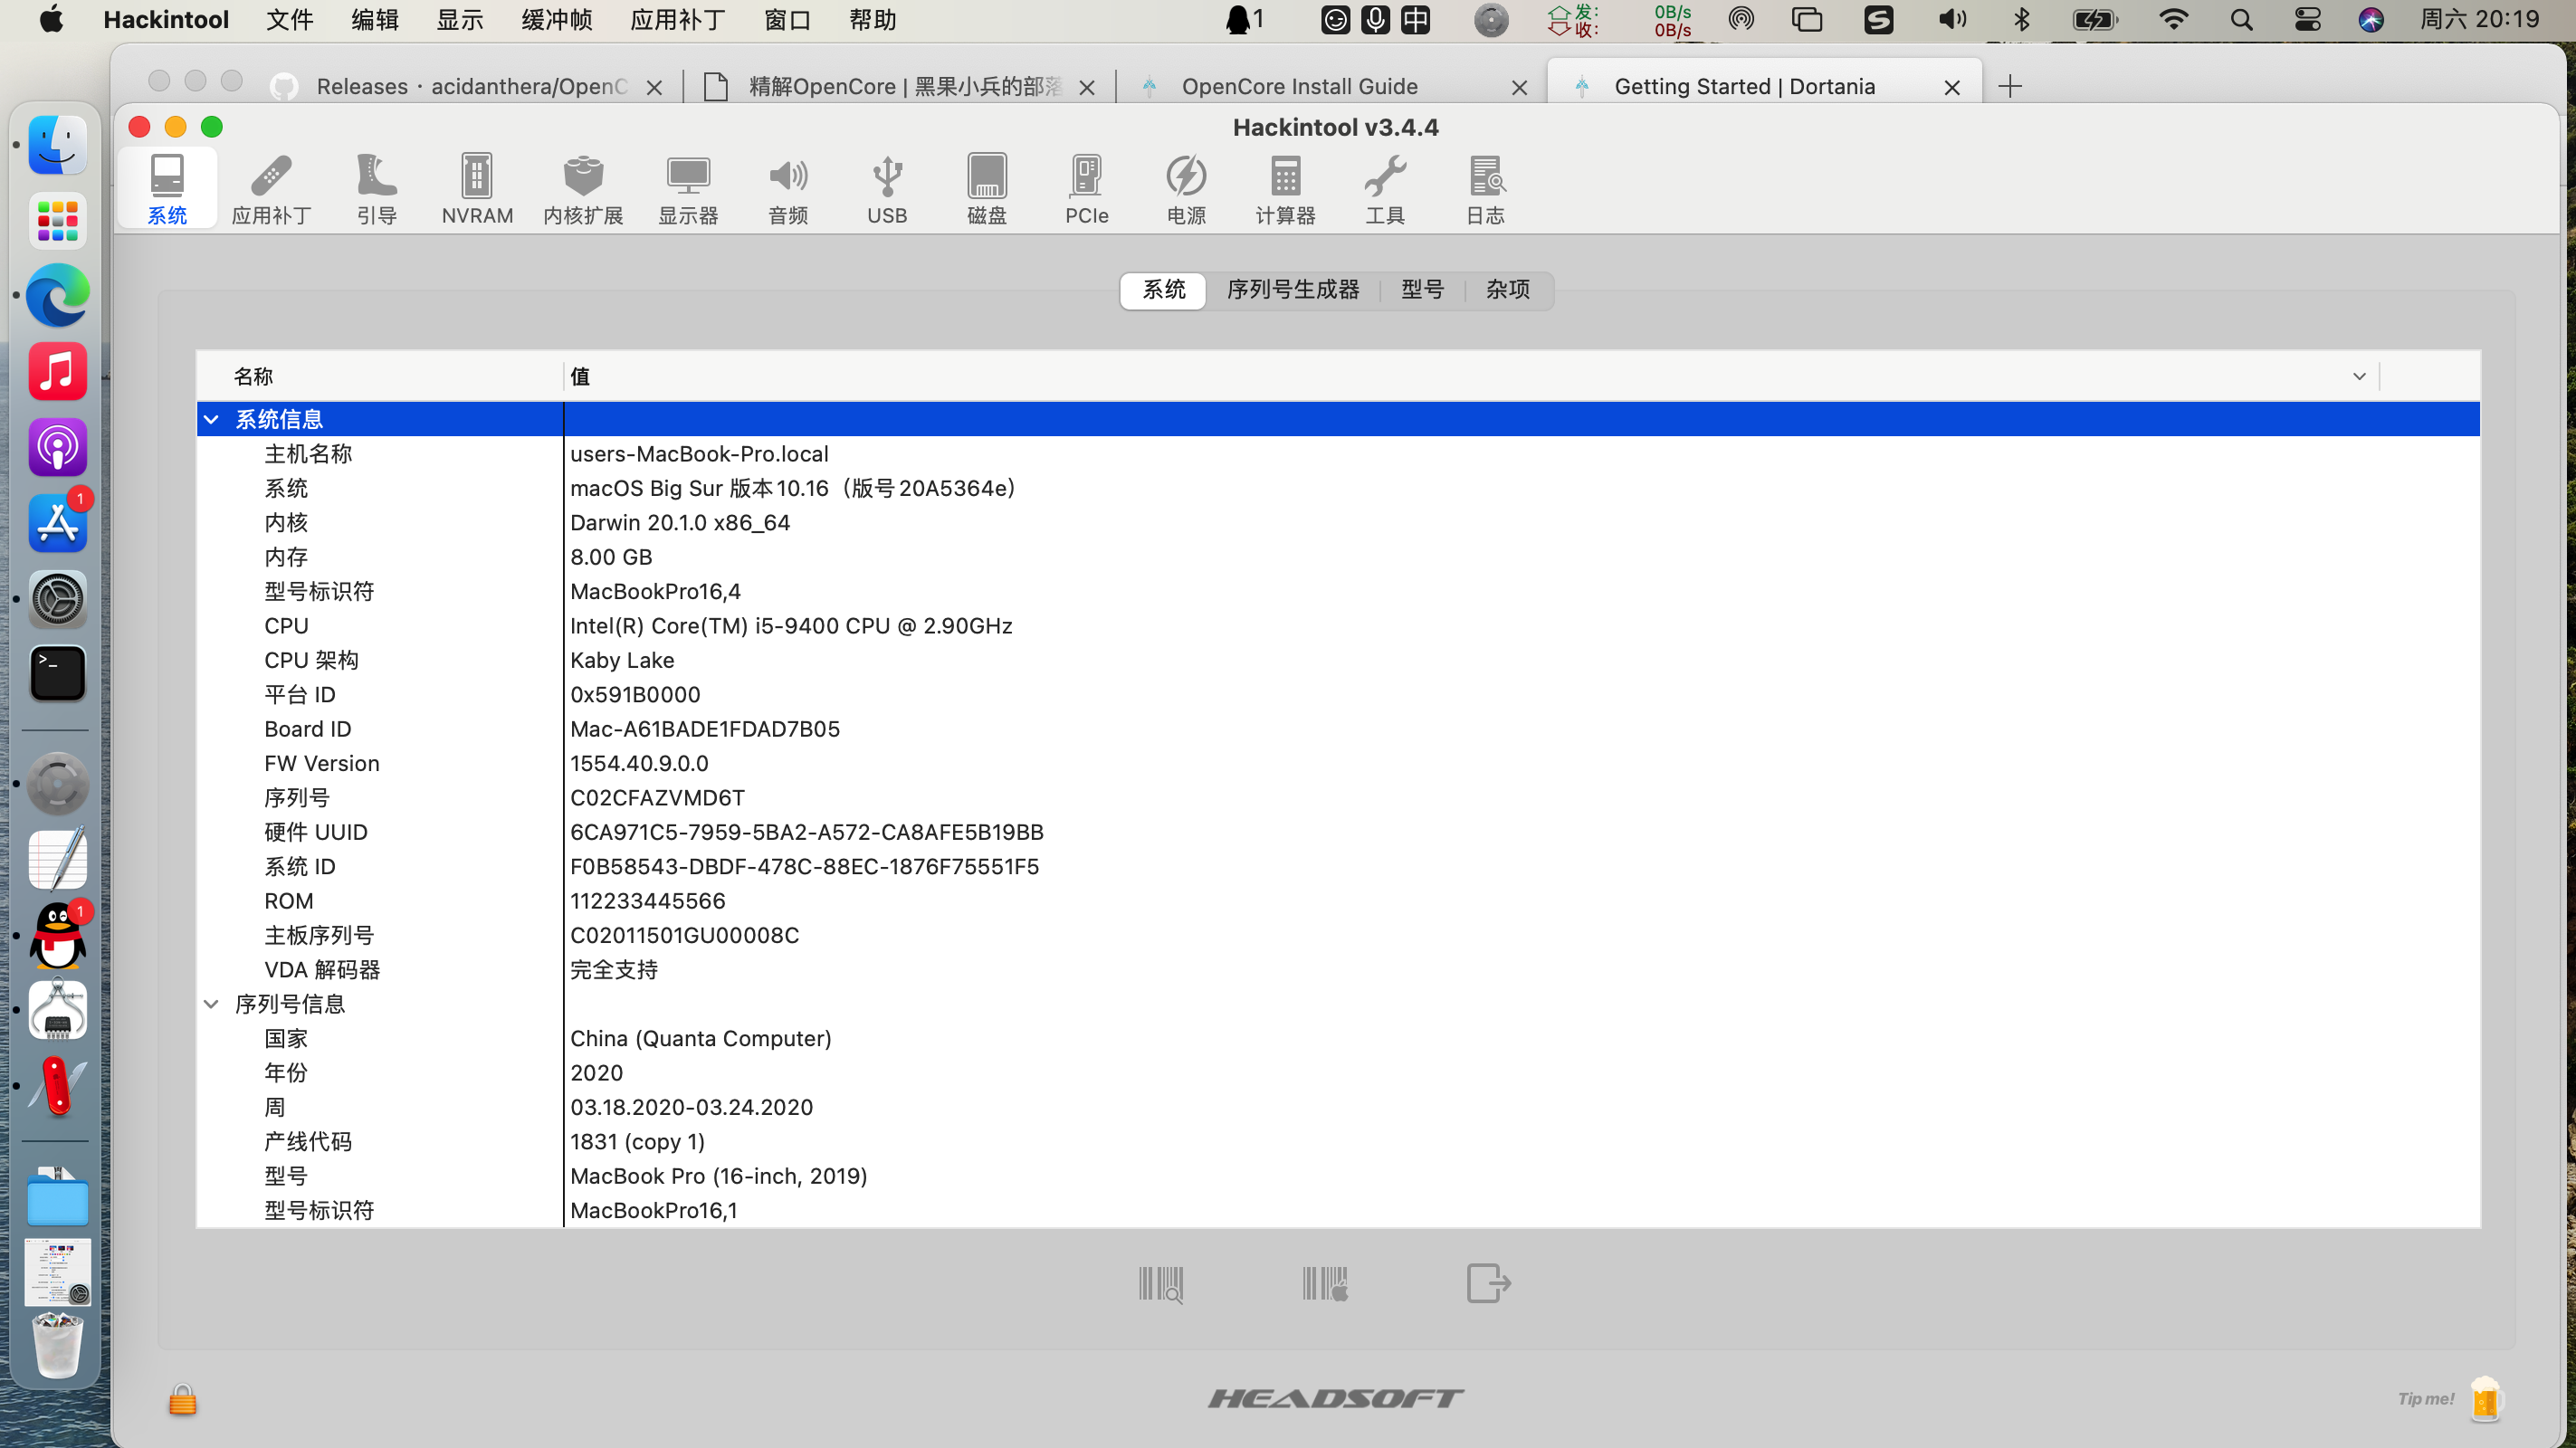 Hackintool 文件 编辑 显示 缓冲帧 应用补丁 窗口 帮助 1 中 发: 收: 0B/s 0B/s 周六 20:19
Releases · acidanthera/OpenC 精解OpenCore | 黑果小兵的部落 OpenCore Install Guide Getting Started | Dortania
Hackintool v3.4.4
系统 应用补丁 引导 NVRAM 内核扩展 显示器 音频 USB 磁盘 PCIe 电源 计算器 工具 日志
系统 序列号生成器 型号 杂项
名称 值
系统信息
主机名称 users-MacBook-Pro.local
系统 macOS Big Sur 版本10.16（版号20A5364e）
内核 Darwin 20.1.0 x86_64
内存 8.00 GB
型号标识符 MacBookPro16,4
CPU Intel(R) Core(TM) i5-9400 CPU @ 2.90GHz
CPU 架构 Kaby Lake
平台 ID 0x591B0000
Board ID Mac-A61BADE1FDAD7B05
FW Version 1554.40.9.0.0
序列号 C02CFAZVMD6T
硬件 UUID 6CA971C5-7959-5BA2-A572-CA8AFE5B19BB
系统 ID F0B58543-DBDF-478C-88EC-1876F75551F5
ROM 112233445566
主板序列号 C02011501GU00008C
VDA 解码器 完全支持
序列号信息
国家 China (Quanta Computer)
年份 2020
周 03.18.2020-03.24.2020
产线代码 1831 (copy 1)
型号 MacBook Pro (16-inch, 2019)
型号标识符 MacBookPro16,1
1
1
HEADSOFT
Tip me!